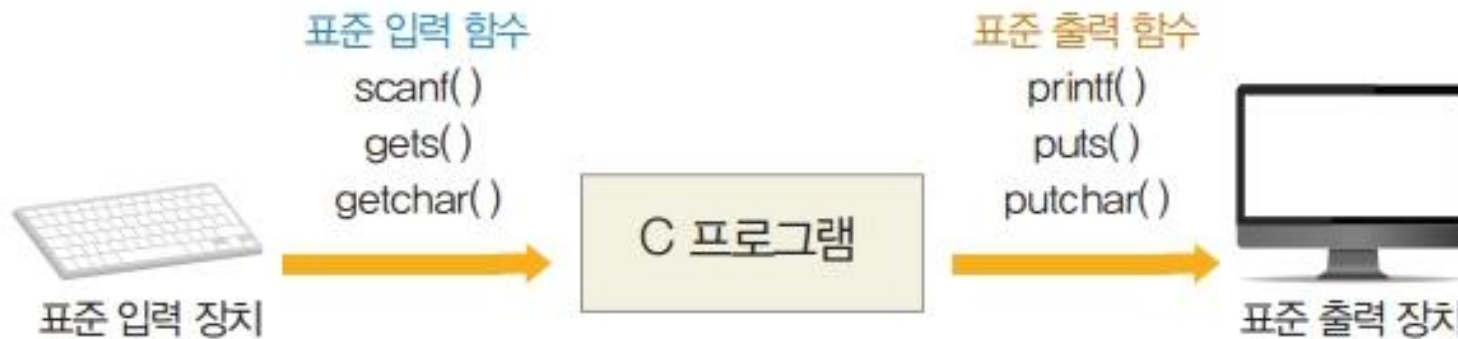 표준 입력 함수
scanf( )
gets( )
getchar( )
표준 입력 장치
C 프로그램
표준 출력 함수
printf( )
puts( )
putchar( )
표준 출력 장치